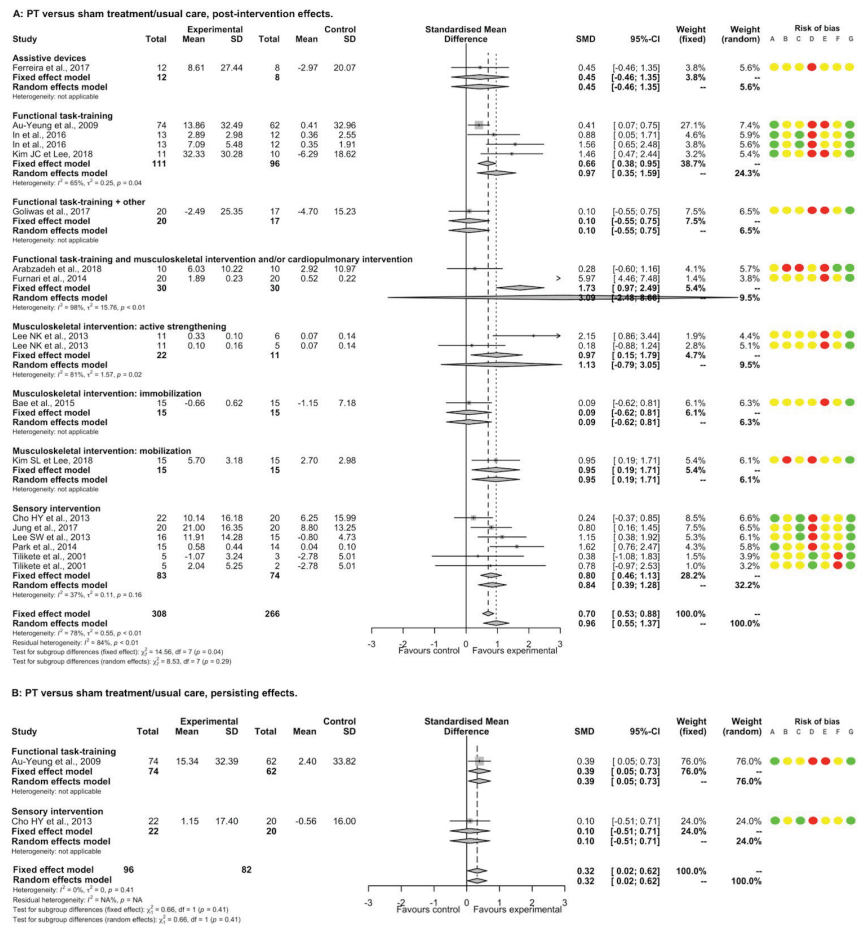 A: PT versus sham treatment/usual care, post-intervention effects.
Experimental Control Standardised Mean Weight Weight Risk of bias
Study Total Mean SD Total Mean SD Difference SMD 95%-CI (fixed) (random) A B C D E F G
Assistive devices
Ferreira et al., 2017 12 8.61 27.44 8 -2.97 20.07 0.45 [-0.46; 1.35] 3.8% 5.6%
Fixed effect model 12 8 0.45 [-0.46; 1.35] 3.8% --
Random effects model 0.45 [-0.46; 1.35] -- 5.6%
Heterogeneity: not applicable
Functional task-training
Au-Yeung et al., 2009 74 13.86 32.49 62 0.41 32.96 0.41 [0.07; 0.75] 27.1% 7.4%
In et al., 2016 13 2.89 2.98 12 0.36 2.55 0.88 [0.05; 1.71] 4.6% 5.9%
In et al., 2016 13 7.09 5.48 12 0.35 1.91 1.56 [0.65; 2.48] 3.8% 5.6%
Kim JC et Lee, 2018 11 32.33 30.28 10 -6.29 18.62 1.46 [0.47; 2.44] 3.2% 5.4%
Fixed effect model 111 96 0.66 [0.38; 0.95] 38.7% --
Random effects model 0.97 [0.35; 1.59] -- 24.3%
Heterogeneity: I² = 65%, τ² = 0.25, p = 0.04
Functional task-training + other
Goliwas et al., 2017 20 -2.49 25.35 17 -4.70 15.23 0.10 [-0.55; 0.75] 7.5% 6.5%
Fixed effect model 20 17 0.10 [-0.55; 0.75] 7.5% --
Random effects model 0.10 [-0.55; 0.75] -- 6.5%
Heterogeneity: not applicable
Functional task-training and musculoskeletal intervention and/or cardiopulmonary intervention
Arabzadeh et al., 2018 10 6.03 10.22 10 2.92 10.97 0.28 [-0.60; 1.16] 4.1% 5.7%
Furnari et al., 2014 20 1.89 0.23 20 0.52 0.22 > 5.97 [4.46; 7.48] 1.4% 3.8%
Fixed effect model 30 30 1.73 [0.97; 2.49] 5.4% --
Random effects model 3.09 [-2.48; 8.66] -- 9.5%
Heterogeneity: I² = 98%, τ² = 15.76, p < 0.01
Musculoskeletal intervention: active strengthening
Lee NK et al., 2013 11 0.33 0.10 6 0.07 0.14 2.15 [0.86; 3.44] 1.9% 4.4%
Lee NK et al., 2013 11 0.10 0.16 5 0.07 0.14 0.18 [-0.88; 1.24] 2.8% 5.1%
Fixed effect model 22 11 0.97 [0.15; 1.79] 4.7% --
Random effects model 1.13 [-0.79; 3.05] -- 9.5%
Heterogeneity: I² = 81%, τ² = 1.57, p = 0.02
Musculoskeletal intervention: immobilization
Bae et al., 2015 15 -0.66 0.62 15 -1.15 7.18 0.09 [-0.62; 0.81] 6.1% 6.3%
Fixed effect model 15 15 0.09 [-0.62; 0.81] 6.1% --
Random effects model 0.09 [-0.62; 0.81] -- 6.3%
Heterogeneity: not applicable
Musculoskeletal intervention: mobilization
Kim SL et Lee, 2018 15 5.70 3.18 15 2.70 2.98 0.95 [0.19; 1.71] 5.4% 6.1%
Fixed effect model 15 15 0.95 [0.19; 1.71] 5.4% --
Random effects model 0.95 [0.19; 1.71] -- 6.1%
Heterogeneity: not applicable
Sensory intervention
Cho HY et al., 2013 22 10.14 16.18 20 6.25 15.99 0.24 [-0.37; 0.85] 8.5% 6.6%
Jung et al., 2017 20 21.00 16.35 20 8.80 13.25 0.80 [0.16; 1.45] 7.5% 6.5%
Lee SW et al., 2013 16 11.91 14.28 15 -0.80 4.73 1.15 [0.38; 1.92] 5.3% 6.1%
Park et al., 2014 15 0.58 0.44 14 0.04 0.10 1.62 [0.76; 2.47] 4.3% 5.8%
Tilikete et al., 2001 5 -1.07 3.24 3 -2.78 5.01 0.38 [-1.08; 1.83] 1.5% 3.9%
Tilikete et al., 2001 5 2.04 5.25 2 -2.78 5.01 0.78 [-0.97; 2.53] 1.0% 3.2%
Fixed effect model 83 74 0.80 [0.46; 1.13] 28.2% --
Random effects model 0.84 [0.39; 1.28] -- 32.2%
Heterogeneity: I² = 37%, τ² = 0.11, p = 0.16
Fixed effect model 308 266 0.70 [0.53; 0.88] 100.0% --
Random effects model 0.96 [0.55; 1.37] -- 100.0%
Heterogeneity: I² = 78%, τ² = 0.55, p < 0.01
Residual heterogeneity: I² = 84%, p < 0.01
-3 -2 -1 0 1 2 3
Favours control Favours experimental
Test for subgroup differences (fixed effect): χ²₇ = 14.56, df = 7 (p = 0.04)
Test for subgroup differences (random effects): χ²₇ = 8.53, df = 7 (p = 0.29)
B: PT versus sham treatment/usual care, persisting effects.
Experimental Control Standardised Mean Weight Weight Risk of bias
Study Total Mean SD Total Mean SD Difference SMD 95%-CI (fixed) (random) A B C D E F G
Functional task-training
Au-Yeung et al., 2009 74 15.34 32.39 62 2.40 33.82 0.39 [0.05; 0.73] 76.0% 76.0%
Fixed effect model 74 62 0.39 [0.05; 0.73] 76.0% --
Random effects model 0.39 [0.05; 0.73] -- 76.0%
Heterogeneity: not applicable
Sensory intervention
Cho HY et al., 2013 22 1.15 17.40 20 -0.56 16.00 0.10 [-0.51; 0.71] 24.0% 24.0%
Fixed effect model 22 20 0.10 [-0.51; 0.71] 24.0% --
Random effects model 0.10 [-0.51; 0.71] -- 24.0%
Heterogeneity: not applicable
Fixed effect model 96 82 0.32 [0.02; 0.62] 100.0% --
Random effects model 0.32 [0.02; 0.62] -- 100.0%
Heterogeneity: I² = 0%, τ² = 0, p = 0.41
Residual heterogeneity: I² = NA%, p = NA
-3 -2 -1 0 1 2 3
Favours control Favours experimental
Test for subgroup differences (fixed effect): χ²₁ = 0.66, df = 1 (p = 0.41)
Test for subgroup differences (random effects): χ²₁ = 0.66, df = 1 (p = 0.41)